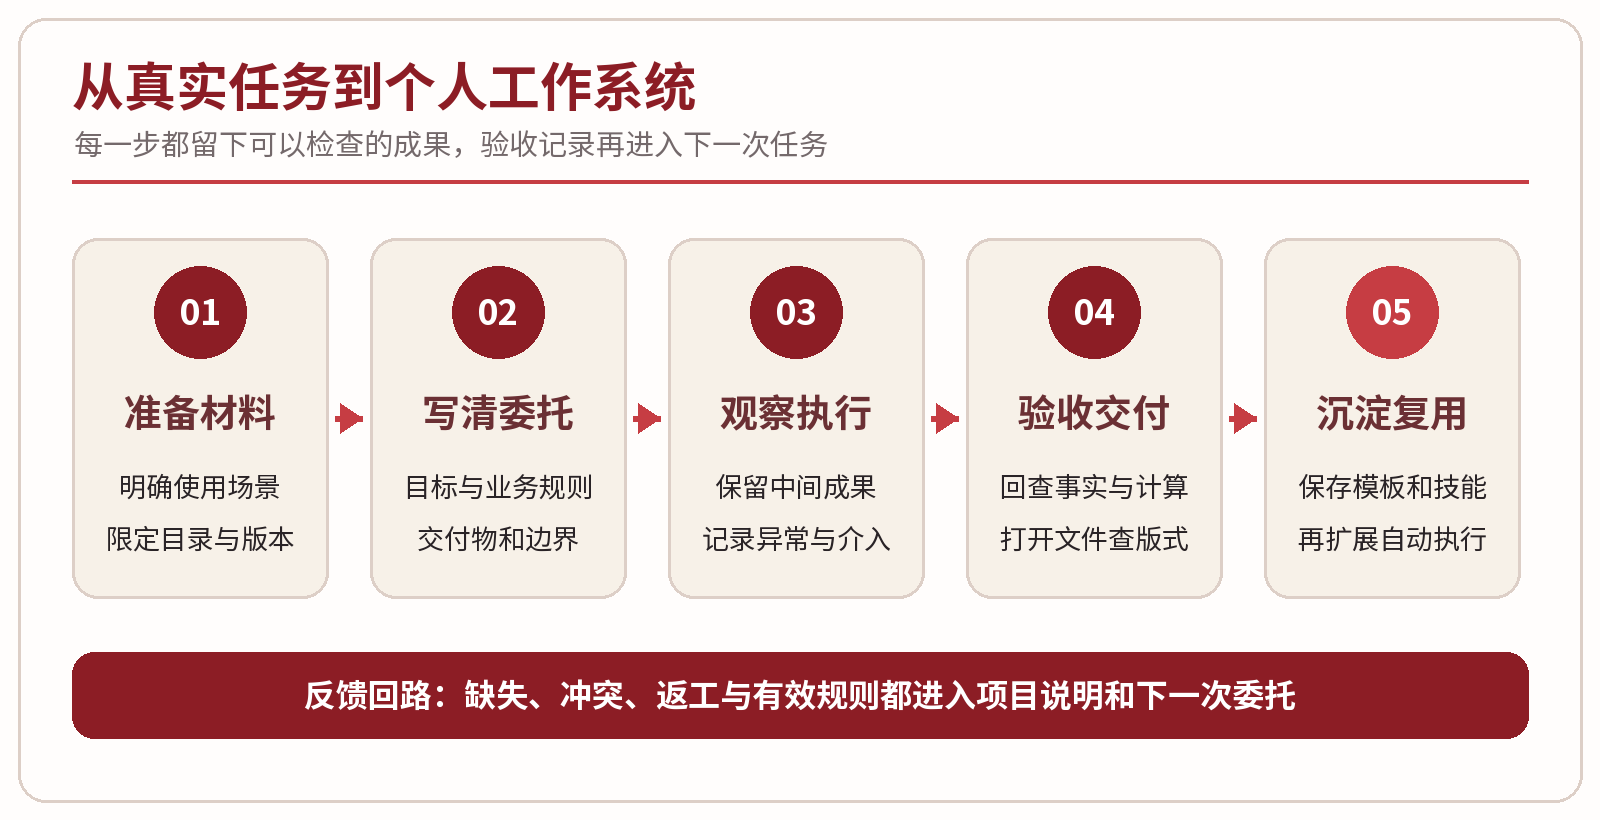 从真实任务到个人工作系统
每一步都留下可以检查的成果，验收记录再进入下一次任务
01
准备材料
明确使用场景
限定目录与版本
02
写清委托
目标与业务规则
交付物和边界
03
观察执行
保留中间成果
记录异常与介入
04
验收交付
回查事实与计算
打开文件查版式
05
沉淀复用
保存模板和技能
再扩展自动执行
反馈回路：缺失、冲突、返工与有效规则都进入项目说明和下一次委托